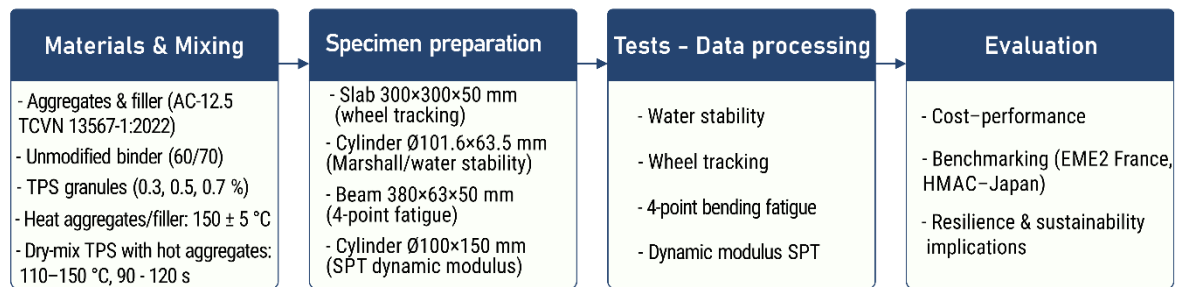 Materials & Mixing
- Aggregates & filler (AC-12.5
TCVN 13567-1:2022)
- Unmodified binder (60/70)
- TPS granules (0.3, 0.5, 0.7 %)
- Heat aggregates/filler: 150 ± 5 °C
- Dry-mix TPS with hot aggregates:
110–150 °C, 90 - 120 s
Specimen preparation
- Slab 300×300×50 mm
(wheel tracking)
- Cylinder Ø101.6×63.5 mm
(Marshall/water stability)
- Beam 380×63×50 mm
(4-point fatigue)
- Cylinder Ø100×150 mm
(SPT dynamic modulus)
Tests - Data processing
- Water stability
- Wheel tracking
- 4-point bending fatigue
- Dynamic modulus SPT
Evaluation
- Cost–performance
- Benchmarking (EME2 France,
HMAC–Japan)
- Resilience & sustainability
implications